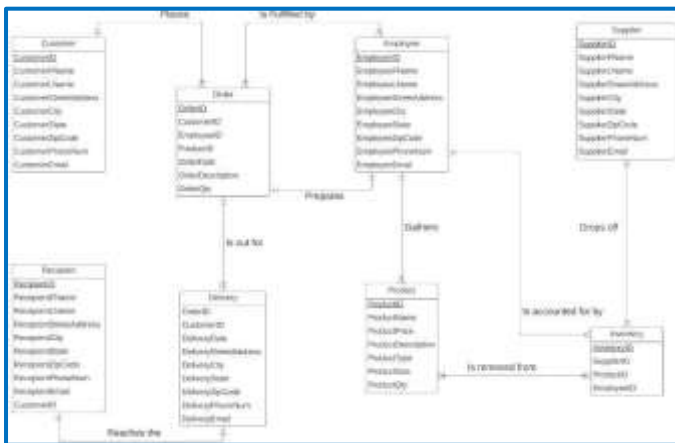 Places
Is Fulfilled by
Customer
CustomerID
CustomerFName
CustomerLName
CustomerStreetAddress
CustomerCity
CustomerState
CustomerZipCode
CustomerPhoneNum
CustomerEmail
Order
OrderID
CustomerID
EmployeeID
ProductID
OrderDate
OrderDescription
OrderQty
Employee
EmployeeID
EmployeeFName
EmployeeLName
EmployeeStreetAddress
EmployeeCity
EmployeeState
EmployeeZipCode
EmployeePhoneNum
EmployeeEmail
Supplier
SupplierID
SupplierFName
SupplierLName
SupplierStreetAddress
SupplierCity
SupplierState
SupplierZipCode
SupplierPhoneNum
SupplierEmail
Prepares
Is out for
Gathers
Drops off
Recipient
RecipientID
RecipientFName
RecipientLName
RecipientStreetAddress
RecipientCity
RecipientState
RecipientZipCode
RecipientPhoneNum
RecipientEmail
CustomerID
Delivery
OrderID
CustomerID
DeliveryDate
DeliveryStreetAddress
DeliveryCity
DeliveryState
DeliveryZipCode
DeliveryPhoneNum
DeliveryEmail
Product
ProductID
ProductName
ProductPrice
ProductDescription
ProductType
ProductSize
ProductQty
Is accounted for by
Inventory
InventoryID
SupplierID
ProductID
EmployeeID
Is removed from
Reaches the